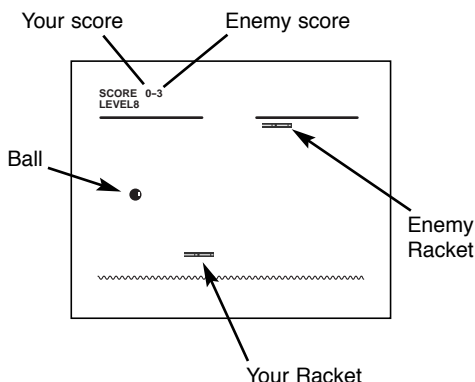 Your score
Enemy score
SCORE 0-3
LEVEL8
Ball
Enemy
Racket
Your Racket